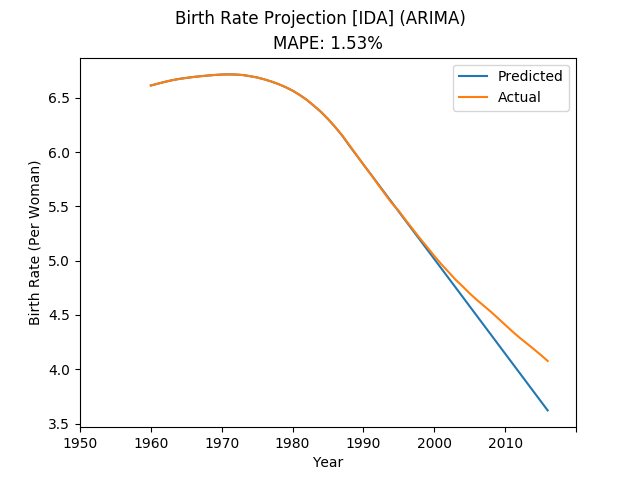 Birth Rate Projection [IDA] (ARIMA)
MAPE: 1.53%
Predicted
Actual
Birth Rate (Per Woman)
6.5
6.0
5.5
5.0
4.5
4.0
3.5
1950 1960 1970 1980 1990 2000 2010
Year